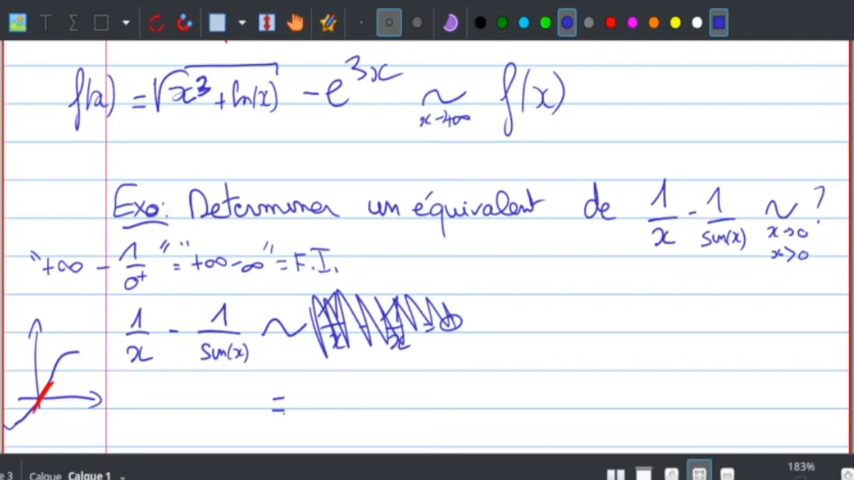 f(x) = √(x³ + ln(x)) - e^3x ~ x→+∞ f(x)
Exo: Determiner un équivalent de 1/x - 1/sin(x) ~ x→0 x>0 ?
"+∞ - 1/0⁺" = "+∞ -∞" = F.I.
1/x - 1/sin(x) ~
=
Calque Calque 1
183%